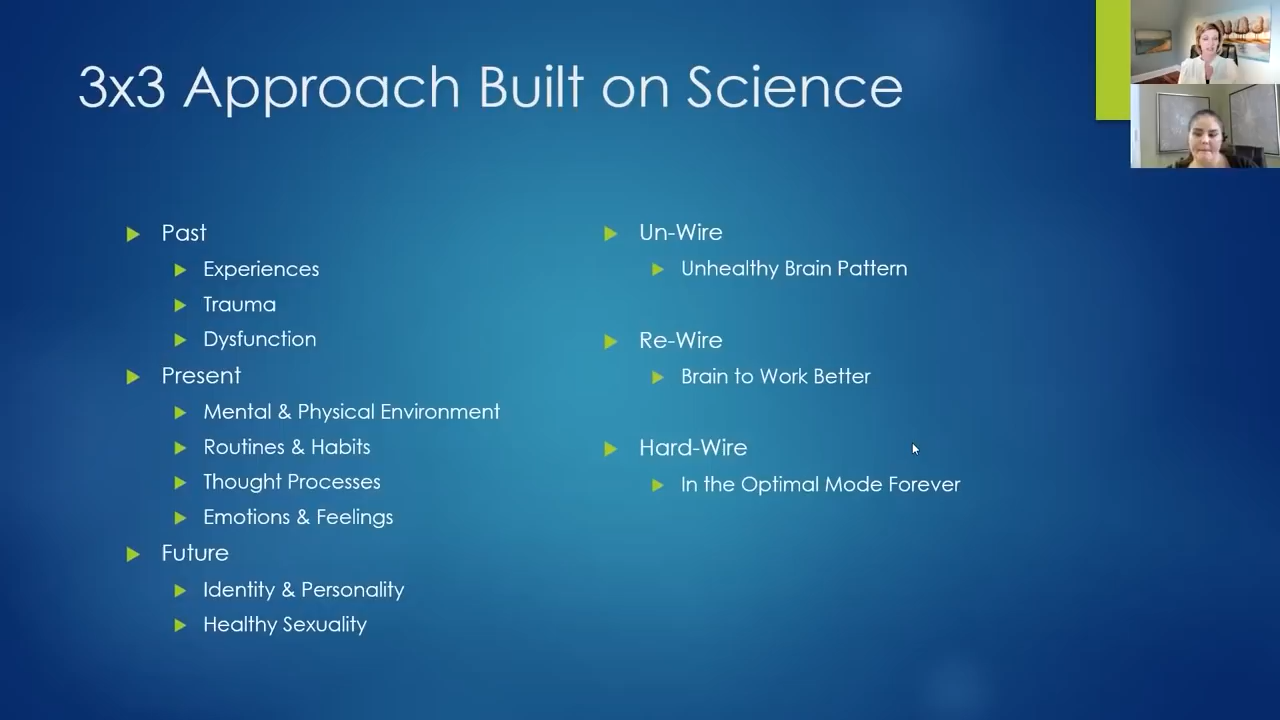 3x3 Approach Built on Science
Past
Experiences
Trauma
Dysfunction
Present
Mental & Physical Environment
Routines & Habits
Thought Processes
Emotions & Feelings
Future
Identity & Personality
Healthy Sexuality
Un-Wire
Unhealthy Brain Pattern
Re-Wire
Brain to Work Better
Hard-Wire
In the Optimal Mode Forever